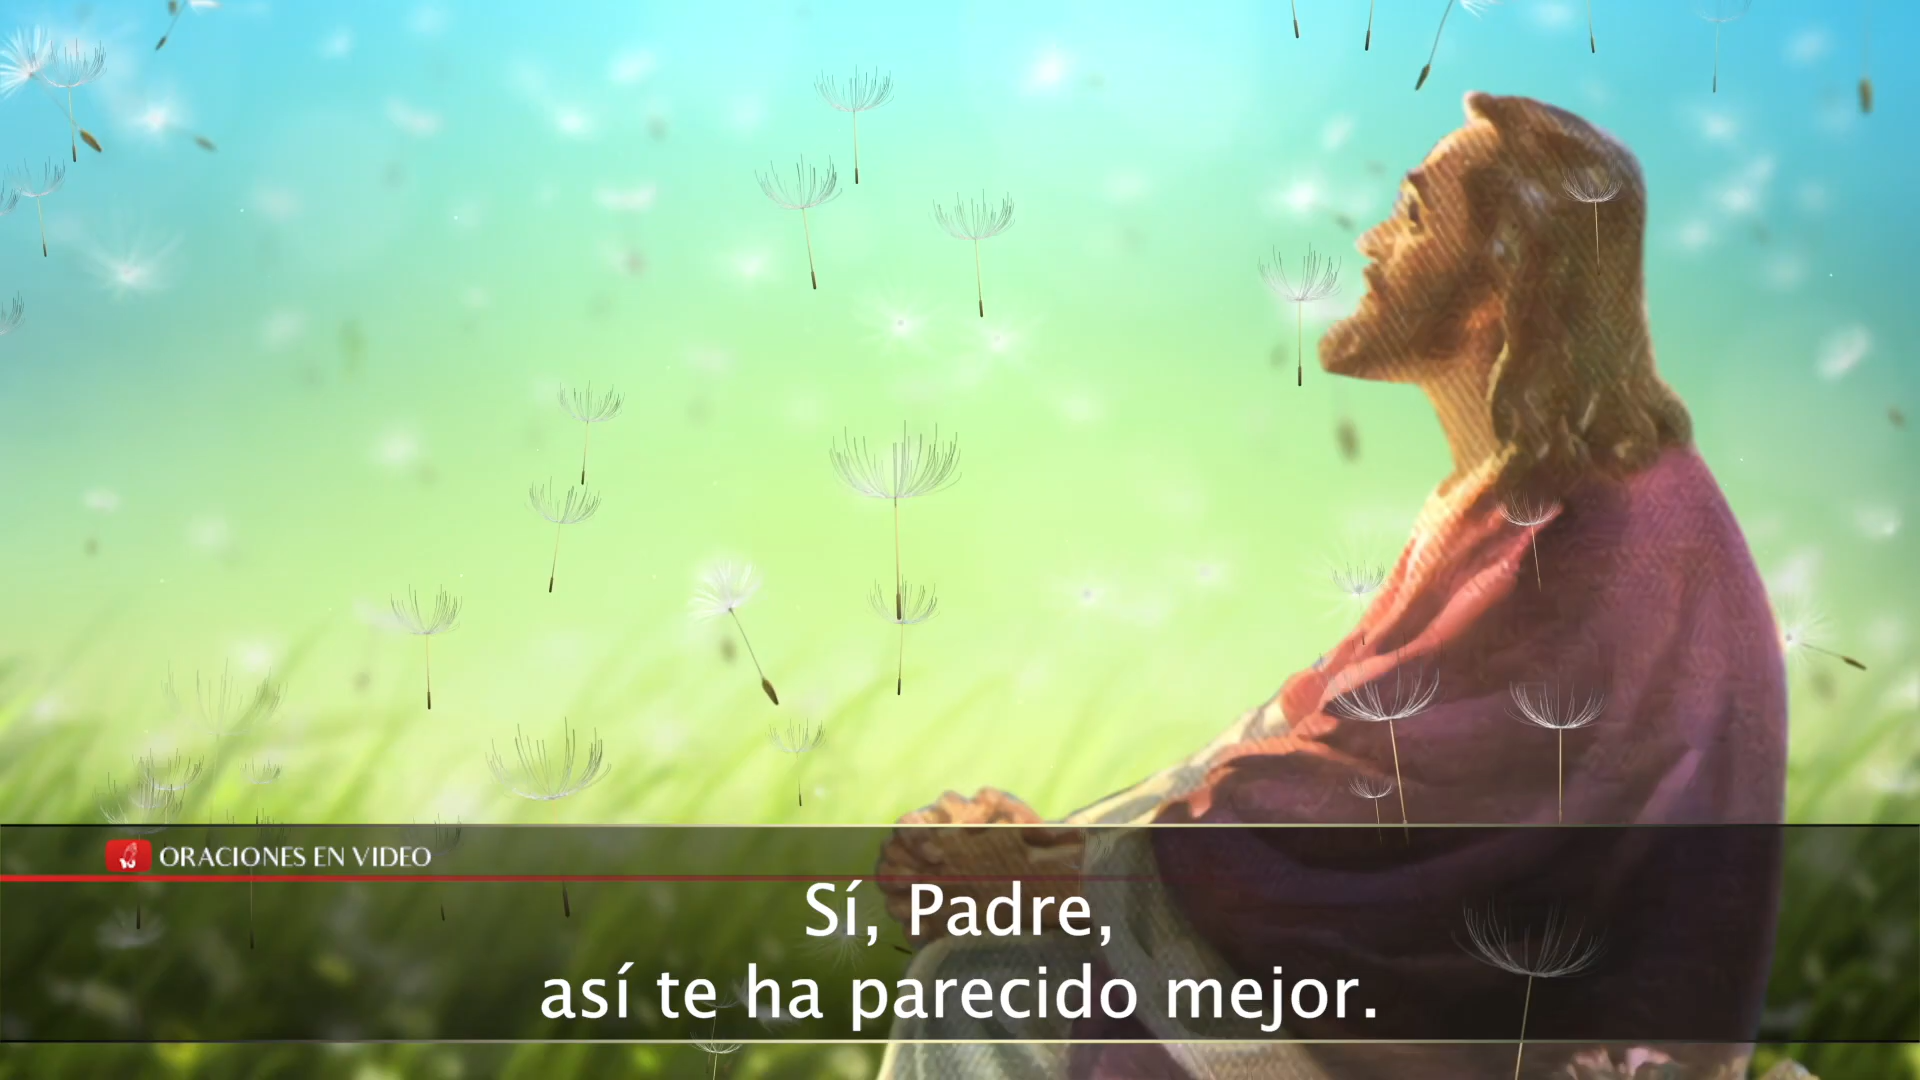 ORACIONES EN VIDEO
Sí, Padre,
así te ha parecido mejor.